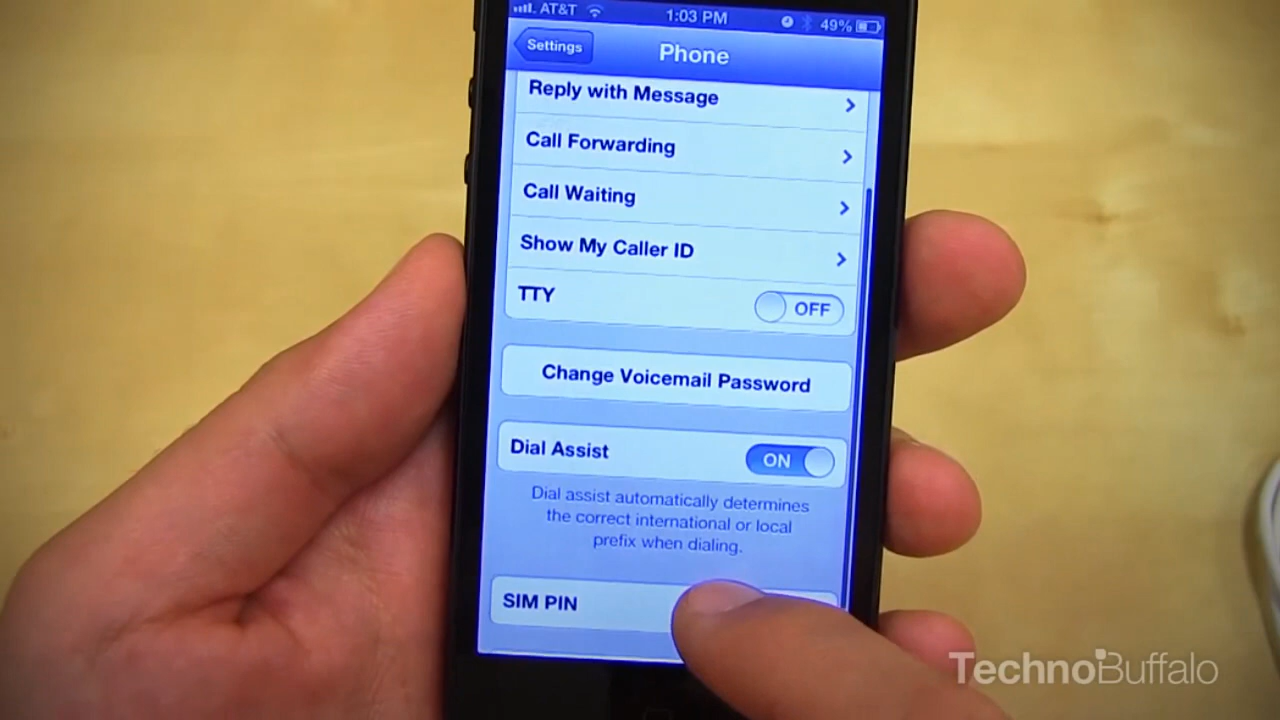 AT&T 1:03 PM 49%
Settings Phone
Reply with Message
Call Forwarding
Call Waiting
Show My Caller ID
TTY OFF
Change Voicemail Password
Dial Assist ON
Dial assist automatically determines
the correct international or local
prefix when dialing.
SIM PIN
TechnoBuffalo